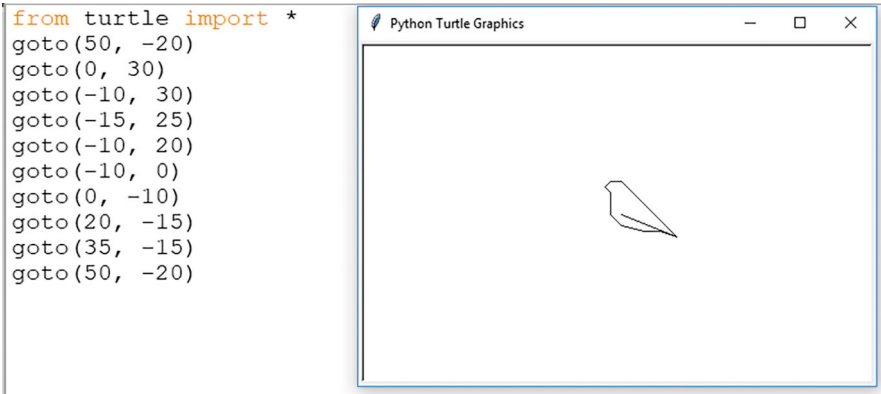 from turtle import *
goto(50, -20)
goto(0, 30)
goto(-10, 30)
goto(-15, 25)
goto(-10, 20)
goto(-10, 0)
goto(0, -10)
goto(20, -15)
goto(35, -15)
goto(50, -20)
Python Turtle Graphics